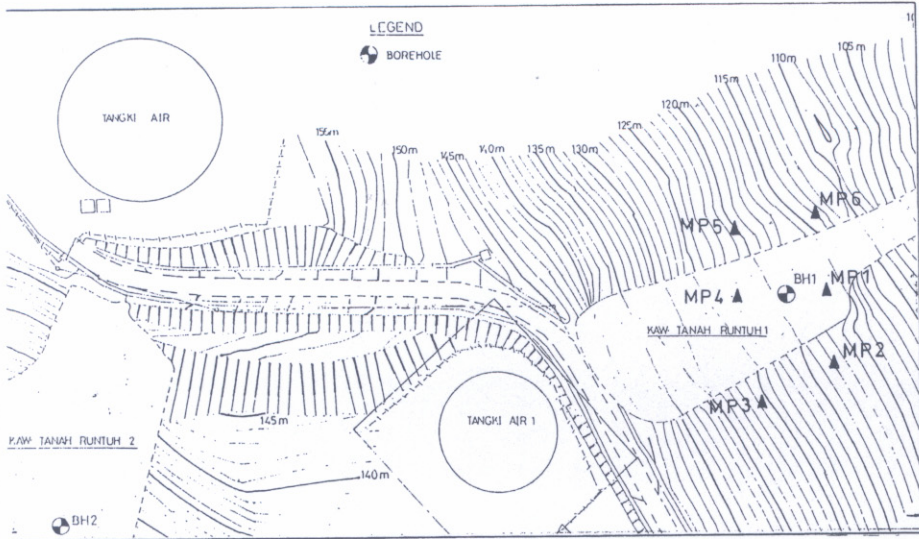 LEGEND
BOREHOLE
TANGKI AIR
155m
150m
145m
140m
135m
130m
125m
120m
115m
110m
105m
MP6
MP5
BH1
MP1
MP4
KAW TANAH RUNTUH 1
MP2
MP3
TANGKI AIR 1
145m
KAW TANAH RUNTUH 2
140m
BH2